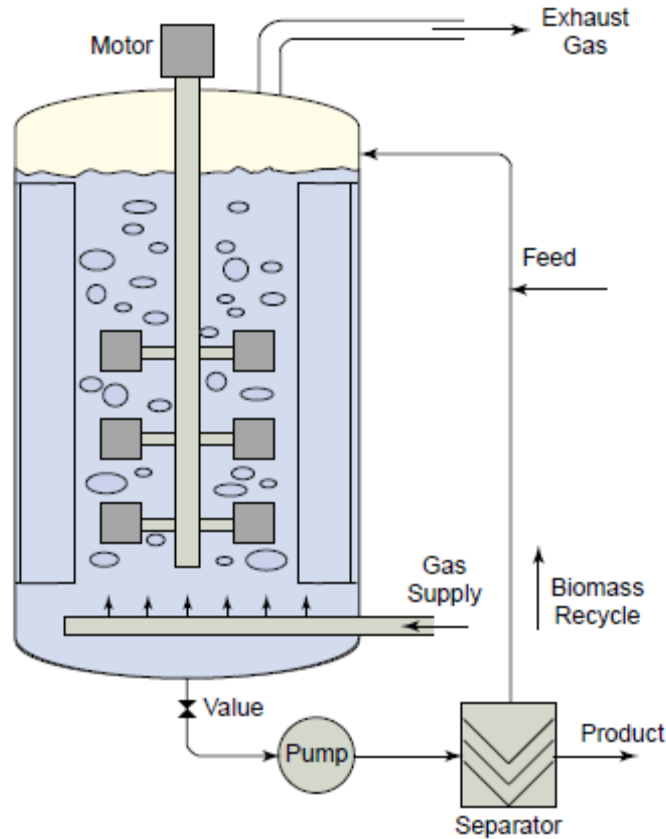 Motor
Exhaust
Gas
Feed
Gas
Supply
Biomass
Recycle
Value
Pump
Product
Separator